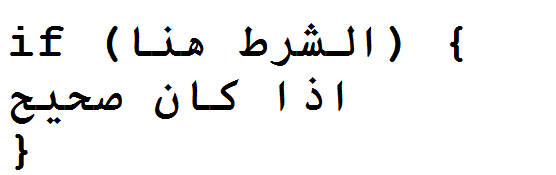 if (الشرط هنا) {
اذا كان صحيح
}